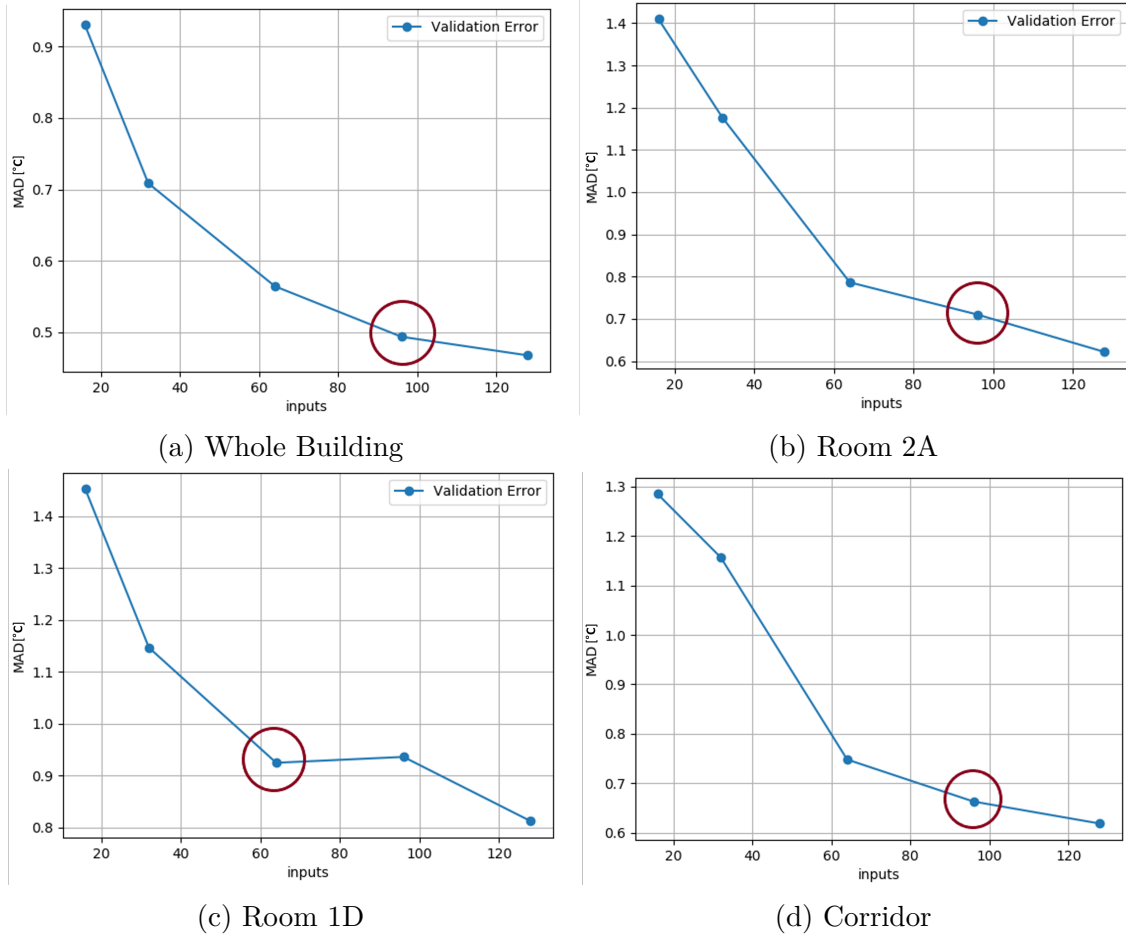 0.9
0.8
0.7
0.6
0.5
MAD [°C]
20 40 60 80 100 120
inputs
Validation Error
(a) Whole Building
1.4
1.3
1.2
1.1
1.0
0.9
0.8
0.7
0.6
MAD [°C]
20 40 60 80 100 120
inputs
Validation Error
(b) Room 2A
1.4
1.3
1.2
1.1
1.0
0.9
0.8
MAD [°C]
20 40 60 80 100 120
inputs
Validation Error
(c) Room 1D
1.3
1.2
1.1
1.0
0.9
0.8
0.7
0.6
MAD [°C]
20 40 60 80 100 120
inputs
(d) Corridor